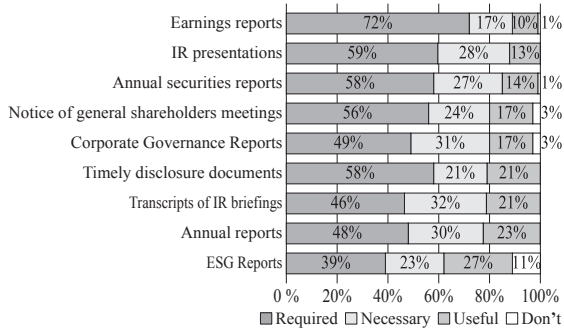 Earnings reports 72% 17% 10% 1%
IR presentations 59% 28% 13%
Annual securities reports 58% 27% 14% 1%
Notice of general shareholders meetings 56% 24% 17% 3%
Corporate Governance Reports 49% 31% 17% 3%
Timely disclosure documents 58% 21% 21%
Transcripts of IR briefings 46% 32% 21%
Annual reports 48% 30% 23%
ESG Reports 39% 23% 27% 11%
0 % 20% 40% 60% 80% 100%
Required Necessary Useful Don't